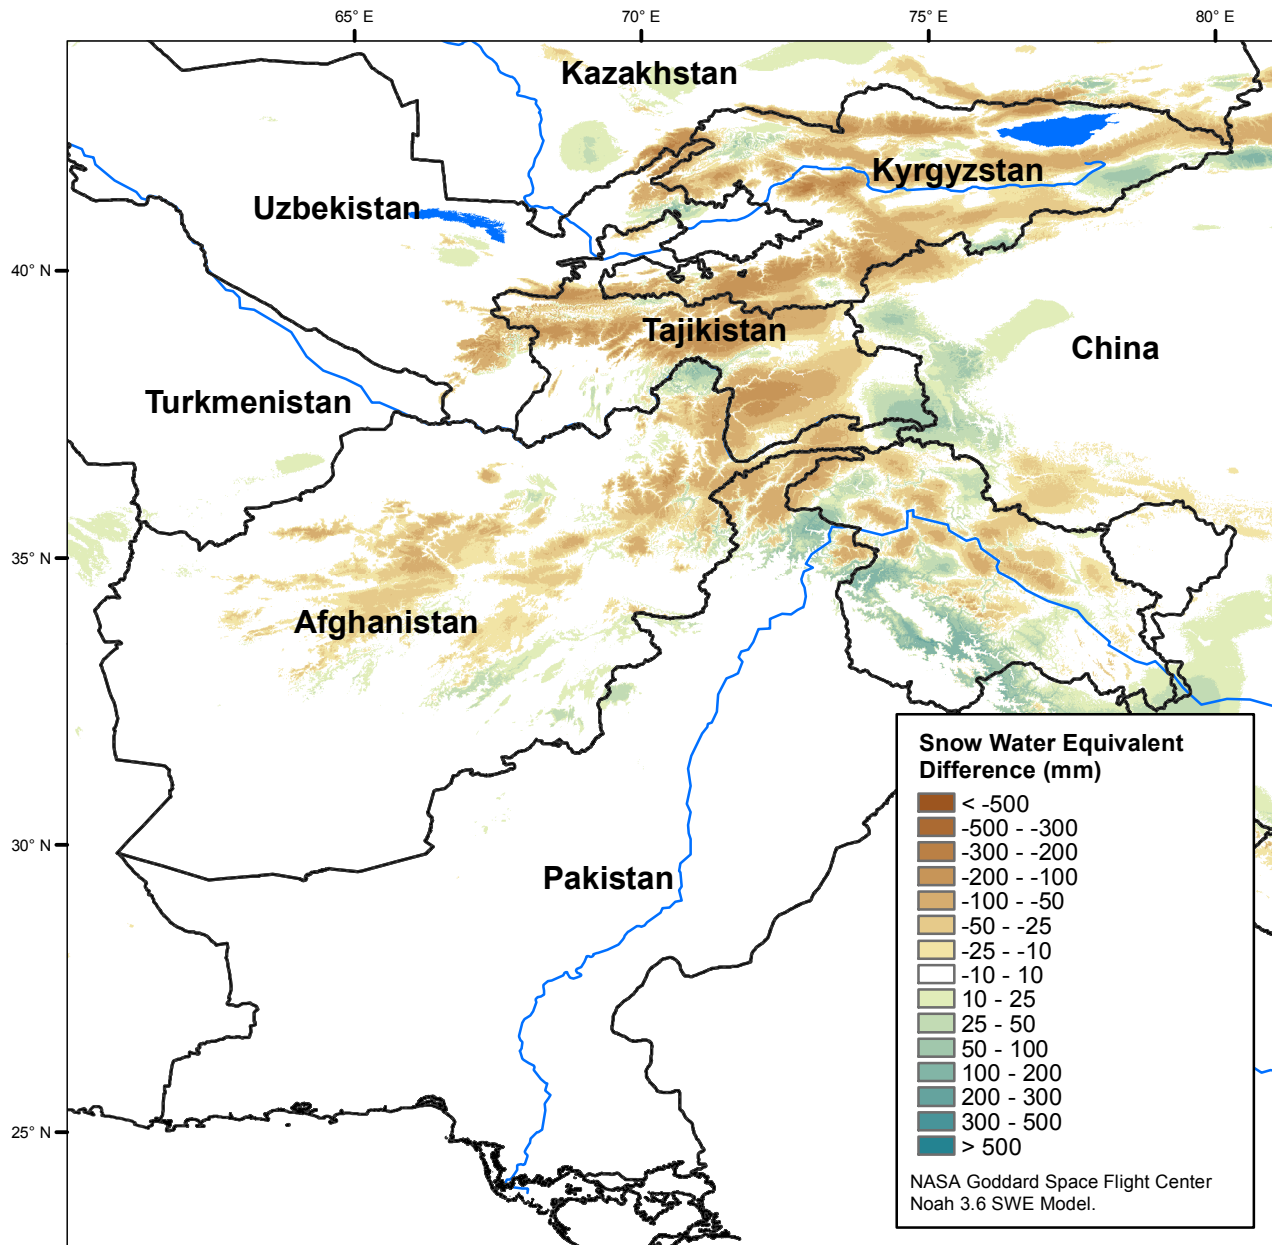 65° E
70° E
75° E
80° E
Kazakhstan
Kyrgyzstan
Uzbekistan
40° N
Tajikistan
China
Turkmenistan
35° N
Afghanistan
30° N
Pakistan
25° N
Snow Water Equivalent
Difference (mm)
< -500
-500 - -300
-300 - -200
-200 - -100
-100 - -50
-50 - -25
-25 - -10
-10 - 10
10 - 25
25 - 50
50 - 100
100 - 200
200 - 300
300 - 500
> 500
NASA Goddard Space Flight Center
Noah 3.6 SWE Model.